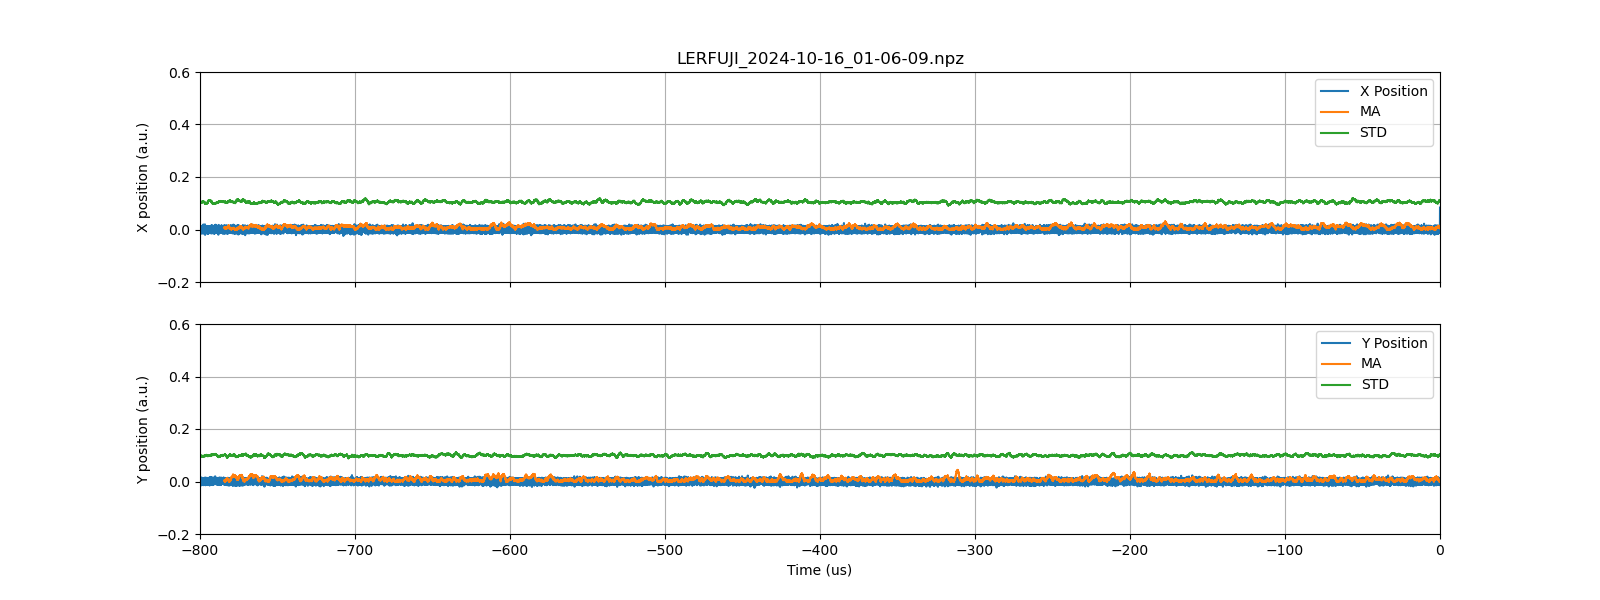 LERFUJI_2024-10-16_01-06-09.npz
X position (a.u.)
0.6
0.4
0.2
0.0
−0.2
X Position
MA
STD
Y position (a.u.)
0.6
0.4
0.2
0.0
−0.2
Y Position
MA
STD
−800 −700 −600 −500 −400 −300 −200 −100 0
Time (us)